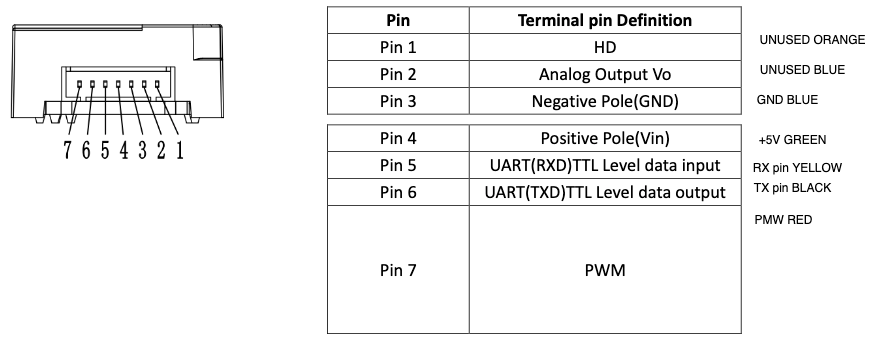 7 6 5 4 3 2 1
Pin Terminal pin Definition
Pin 1 HD UNUSED ORANGE
Pin 2 Analog Output Vo UNUSED BLUE
Pin 3 Negative Pole(GND) GND BLUE
Pin 4 Positive Pole(Vin) +5V GREEN
Pin 5 UART(RXD)TTL Level data input RX pin YELLOW
Pin 6 UART(TXD)TTL Level data output TX pin BLACK
PMW RED
Pin 7 PWM